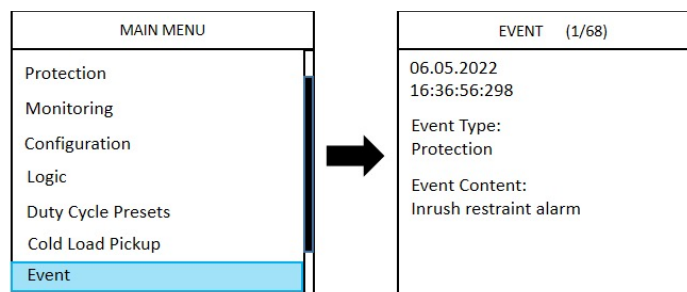 MAIN MENU
Protection
Monitoring
Configuration
Logic
Duty Cycle Presets
Cold Load Pickup
Event
EVENT (1/68)
06.05.2022
16:36:56:298
Event Type:
Protection
Event Content:
Inrush restraint alarm